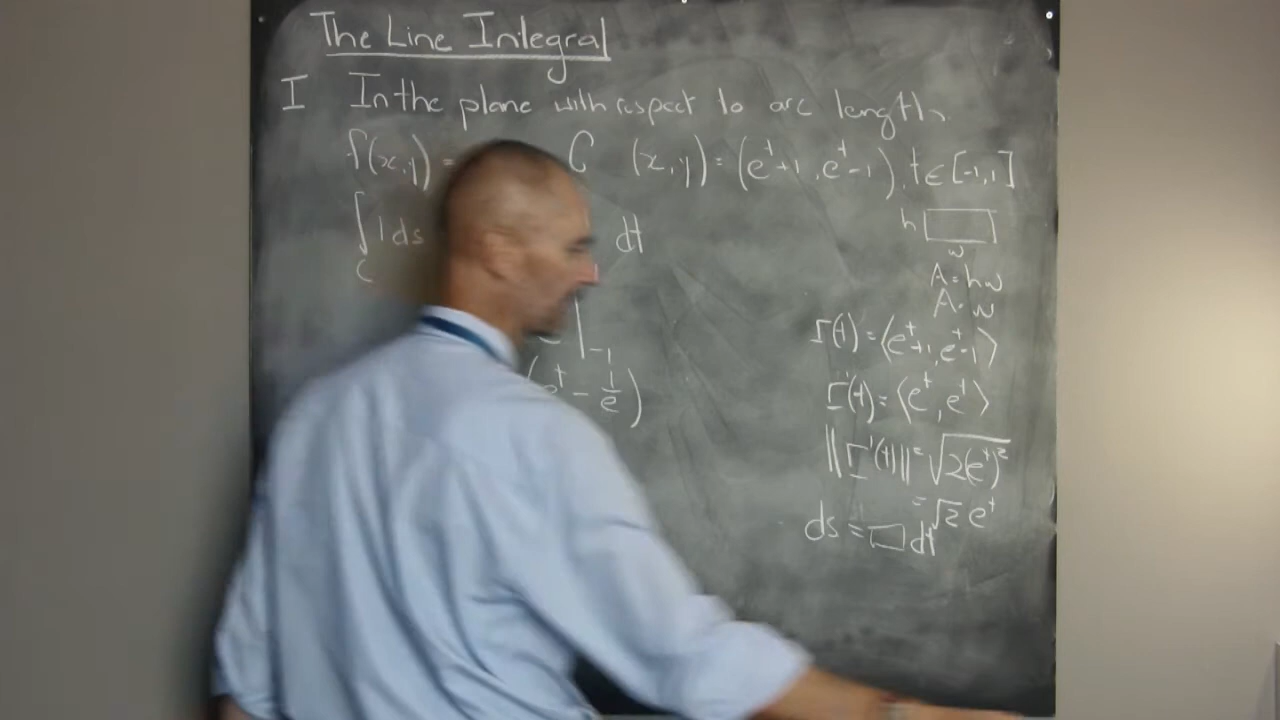 The Line Integral
I In the plane with respect to arc length.
f(x,y) = C (x,y) = (e^t+1, e^t-1), t∈[-1,1]
∫_C 1 ds dt
h
w
A = hw
A = w
|_{-1}
(e^t - 1/e)
r(t) = ⟨e^t+1, e^t-1⟩
r'(t) = ⟨e^t, e^t⟩
||r'(t)|| = √2(e^t)^2
= √2 e^t
ds = □ dt